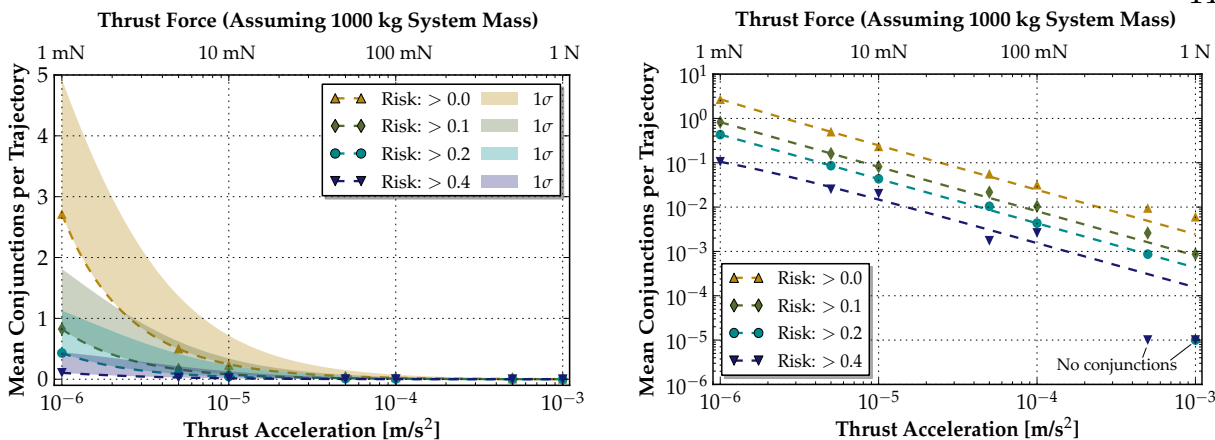 Thrust Force (Assuming 1000 kg System Mass)
1 mN 10 mN 100 mN 1 N
5
4
3
2
1
0
Mean Conjunctions per Trajectory
Risk: > 0.0 1σ
Risk: > 0.1 1σ
Risk: > 0.2 1σ
Risk: > 0.4 1σ
10⁻⁶ 10⁻⁵ 10⁻⁴ 10⁻³
Thrust Acceleration [m/s²]
Thrust Force (Assuming 1000 kg System Mass)
1 mN 10 mN 100 mN 1 N
10¹
10⁰
10⁻¹
10⁻²
10⁻³
10⁻⁴
10⁻⁵
10⁻⁶
Mean Conjunctions per Trajectory
Risk: > 0.0
Risk: > 0.1
Risk: > 0.2
Risk: > 0.4
No conjunctions
10⁻⁶ 10⁻⁵ 10⁻⁴ 10⁻³
Thrust Acceleration [m/s²]